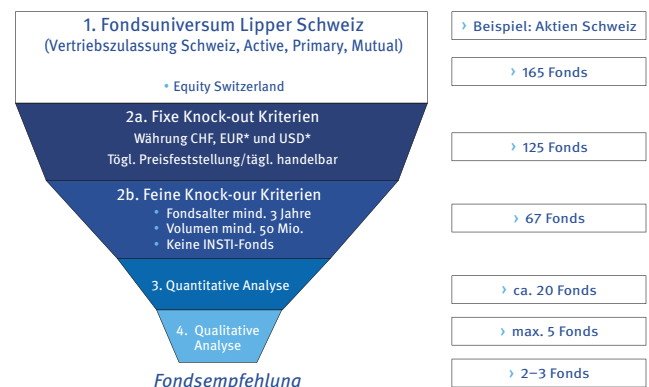 1. Fondsuniversum Lipper Schweiz
(Vertriebszulassung Schweiz, Active, Primary, Mutual)
• Equity Switzerland
2a. Fixe Knock-out Kriterien
Währung CHF, EUR* und USD*
Tögl. Preisfeststellung/tägl. handelbar
2b. Feine Knock-our Kriterien
• Fondsalter mind. 3 Jahre
• Volumen mind. 50 Mio.
• Keine INSTI-Fonds
3. Quantitative Analyse
4. Qualitative
Analyse
Fondsempfehlung
› Beispiel: Aktien Schweiz
› 165 Fonds
› 125 Fonds
› 67 Fonds
› ca. 20 Fonds
› max. 5 Fonds
› 2–3 Fonds